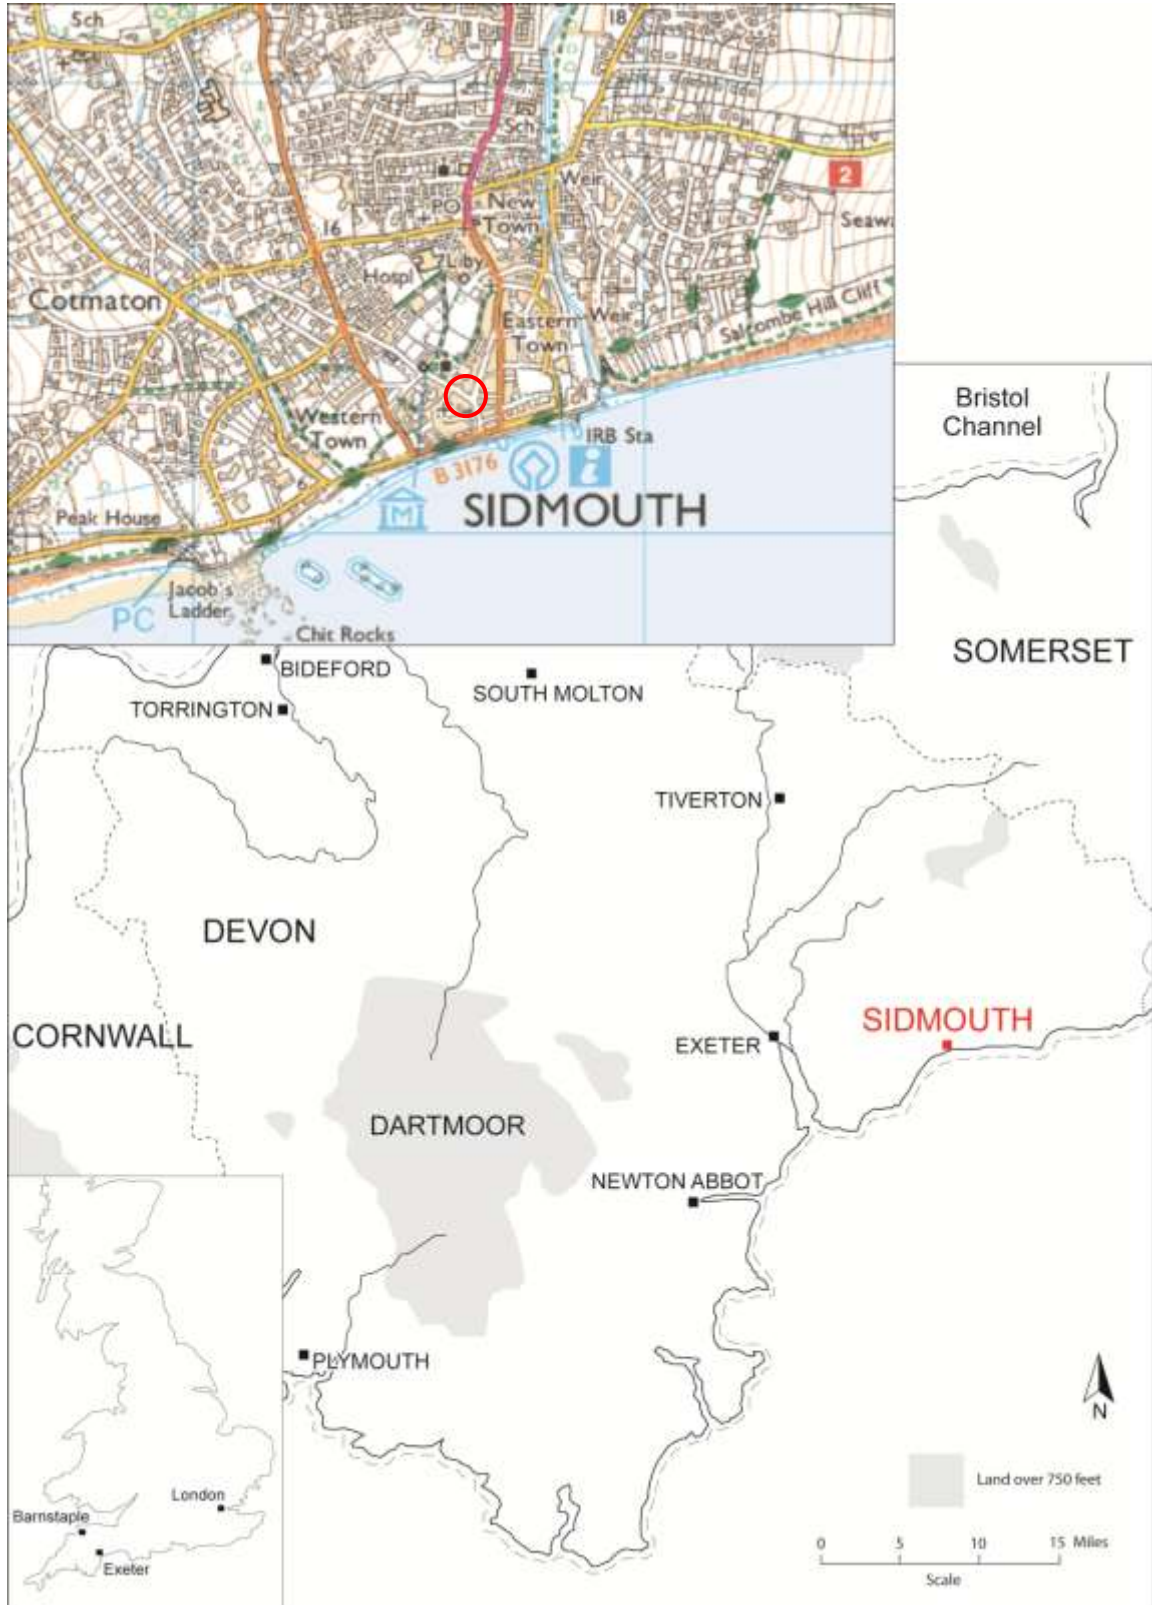 Sch
18
Sch
2
Weir
PO
New
Town
Seawa
16
Liby
Hospl
Cotmaton
Salcombe Hill Cliff
Eastern
Town
Weir
Western
Town
IRB Sta
B 3176
6
SIDMOUTH
Peak House
Jacob's
Ladder
PC
Chit Rocks
M
i
Bristol
Channel
SOMERSET
BIDEFORD
SOUTH MOLTON
TORRINGTON
TIVERTON
DEVON
SIDMOUTH
CORNWALL
EXETER
DARTMOOR
NEWTON ABBOT
PLYMOUTH
N
Land over 750 feet
London
Barnstaple
Exeter
0 5 10 15 Miles
Scale